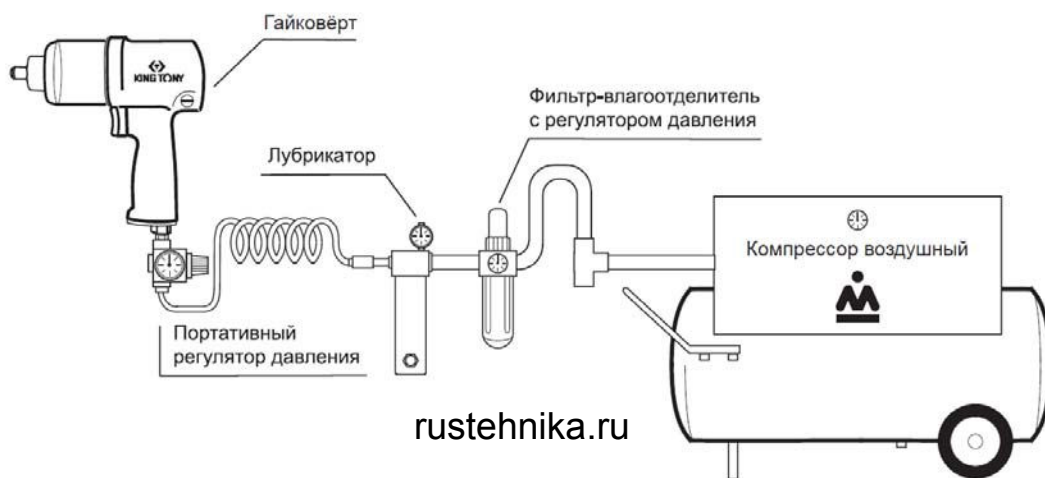 Гайковёрт
KING TONY
Фильтр-влагоотделитель
с регулятором давления
Лубрикатор
Компрессор воздушный
Портативный
регулятор давления
rustehnika.ru